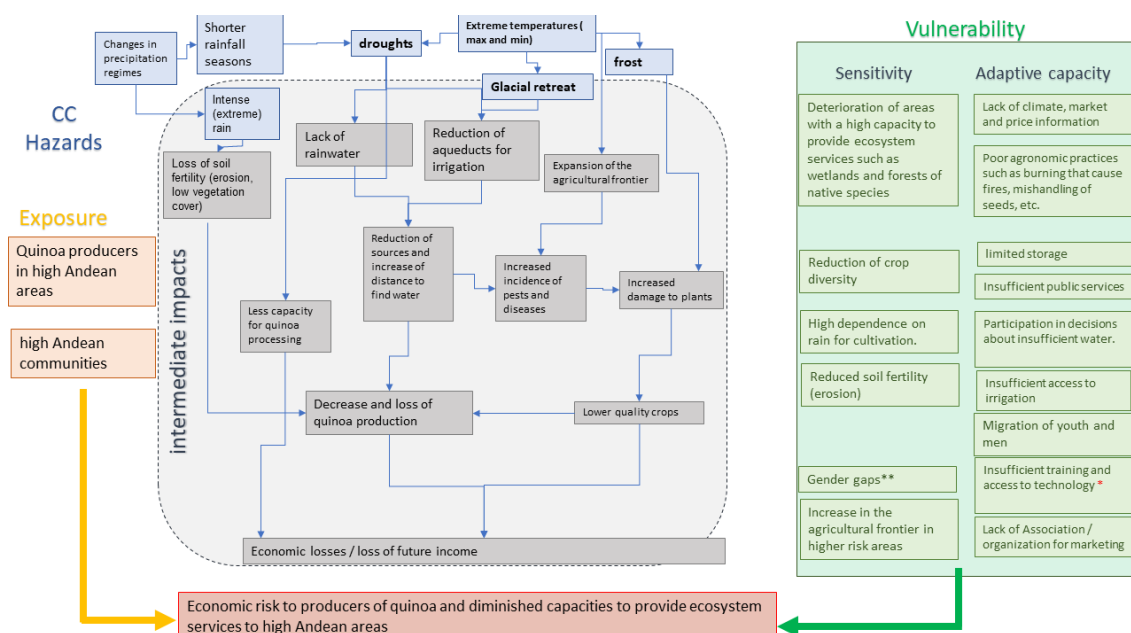 Changes in
precipitation
regimes
Shorter
rainfall
seasons
droughts
Extreme temperatures (
max and min)
frost
Glacial retreat
Intense
(extreme)
rain
CC
Hazards
Loss of soil
fertility (erosion,
low vegetation
cover)
Lack of
rainwater
Reduction of
aqueducts for
irrigation
Expansion of the
agricultural frontier
Exposure
Quinoa producers
in high Andean
areas
high Andean
communities
intermediate impacts
Reduction of
sources and
increase of
distance to
find water
Increased
incidence of
pests and
diseases
Increased
damage to plants
Less capacity
for quinoa
processing
Decrease and loss of
quinoa production
Lower quality crops
Economic losses / loss of future income
Economic risk to producers of quinoa and diminished capacities to provide ecosystem
services to high Andean areas
Vulnerability
Sensitivity
Deterioration of areas
with a high capacity to
provide ecosystem
services such as
wetlands and forests of
native species
Reduction of crop
diversity
High dependence on
rain for cultivation.
Reduced soil fertility
(erosion)
Gender gaps**
Increase in the
agricultural frontier in
higher risk areas
Adaptive capacity
Lack of climate, market
and price information
Poor agronomic practices
such as burning that cause
fires, mishandling of
seeds, etc.
limited storage
Insufficient public services
Participation in decisions
about insufficient water.
Insufficient access to
irrigation
Migration of youth and
men
Insufficient training and
access to technology *
Lack of Association /
organization for marketing